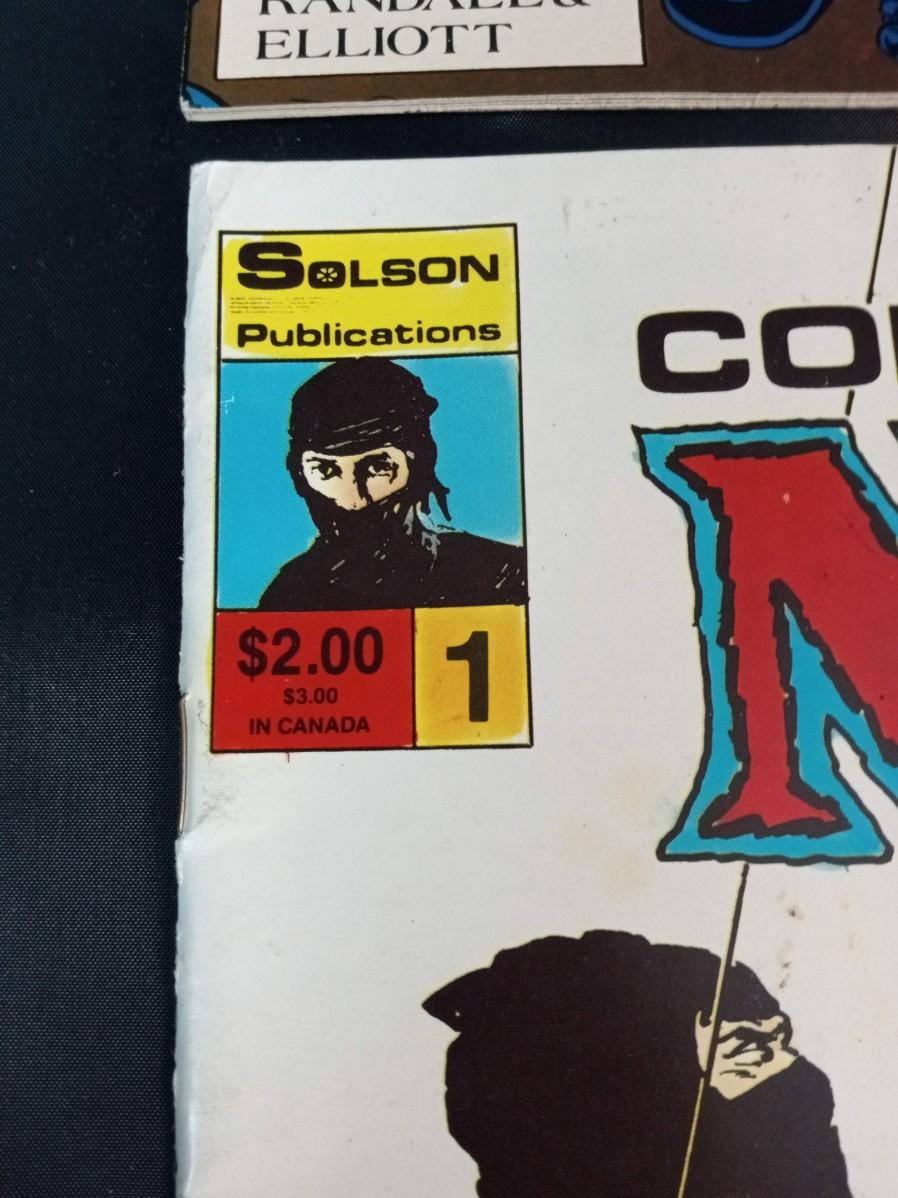 RANDALL &
ELLIOTT
SOLSON
Publications
CO
N
$2.00
$3.00
IN CANADA
1